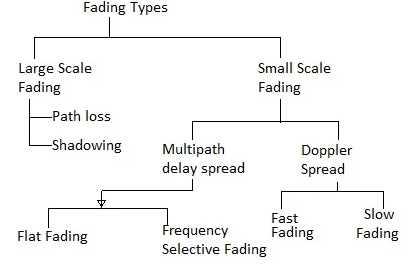 Fading Types
Large Scale
Fading
Small Scale
Fading
Path loss
Shadowing
Multipath
delay spread
Doppler
Spread
Flat Fading
Frequency
Selective Fading
Fast
Fading
Slow
Fading